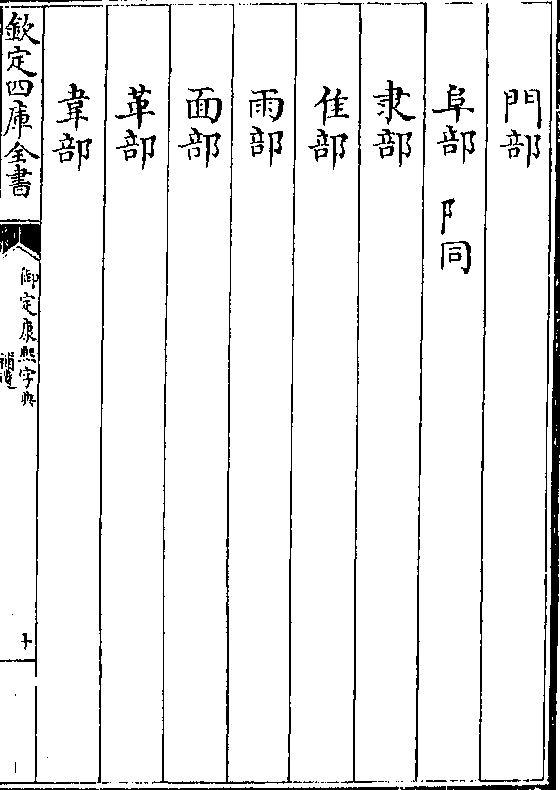 門部
阜部 阝同
隶部
隹部
雨部
面部
革部
韋部
欽定四庫全書
御定康熙字典
補遺
十